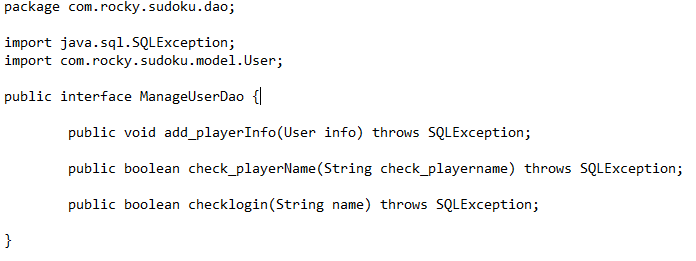 package com.rocky.sudoku.dao;
import java.sql.SQLException;
import com.rocky.sudoku.model.User;
public interface ManageUserDao {
public void add_playerInfo(User info) throws SQLException;
public boolean check_playerName(String check_playername) throws SQLException;
public boolean checklogin(String name) throws SQLException;
}